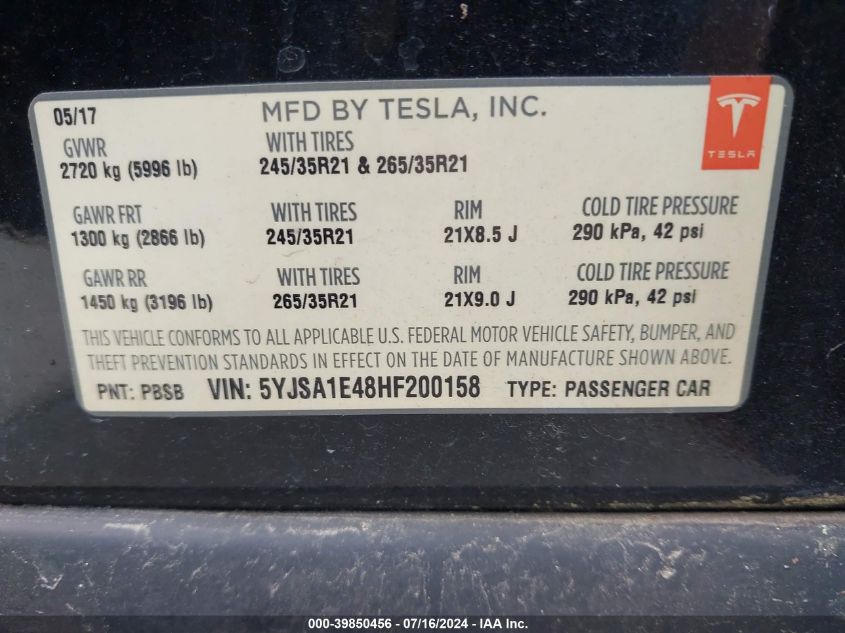 05/17 MFD BY TESLA, INC.
TESLA
GVWR WITH TIRES
2720 kg (5996 lb) 245/35R21 & 265/35R21
GAWR FRT WITH TIRES RIM COLD TIRE PRESSURE
1300 kg (2866 lb) 245/35R21 21X8.5 J 290 kPa, 42 psi
GAWR RR WITH TIRES RIM COLD TIRE PRESSURE
1450 kg (3196 lb) 265/35R21 21X9.0 J 290 kPa, 42 psi
THIS VEHICLE CONFORMS TO ALL APPLICABLE U.S. FEDERAL MOTOR VEHICLE SAFETY, BUMPER, AND
THEFT PREVENTION STANDARDS IN EFFECT ON THE DATE OF MANUFACTURE SHOWN ABOVE.
PNT: PBSB VIN: 5YJSA1E48HF200158 TYPE: PASSENGER CAR
000-39850456 - 07/16/2024 - IAA Inc.